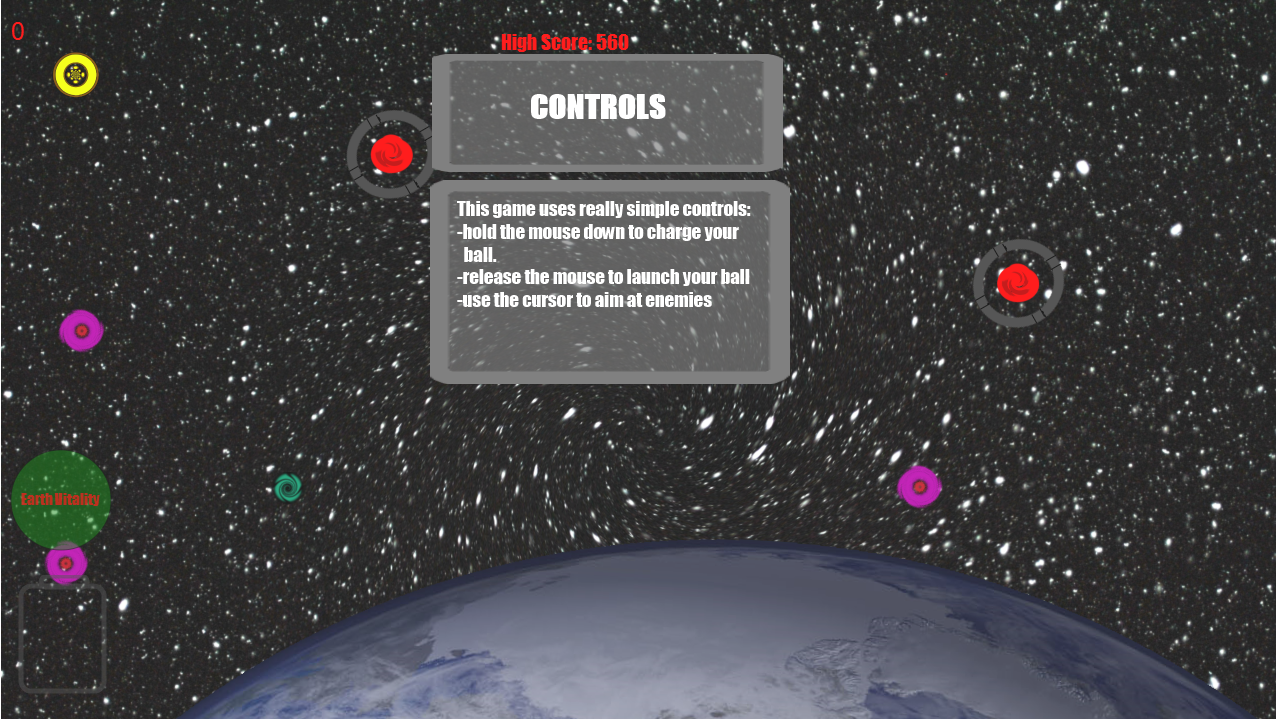 0
High Score: 560
CONTROLS
This game uses really simple controls:
-hold the mouse down to charge your
ball.
-release the mouse to launch your ball
-use the cursor to aim at enemies
Earth Vitality